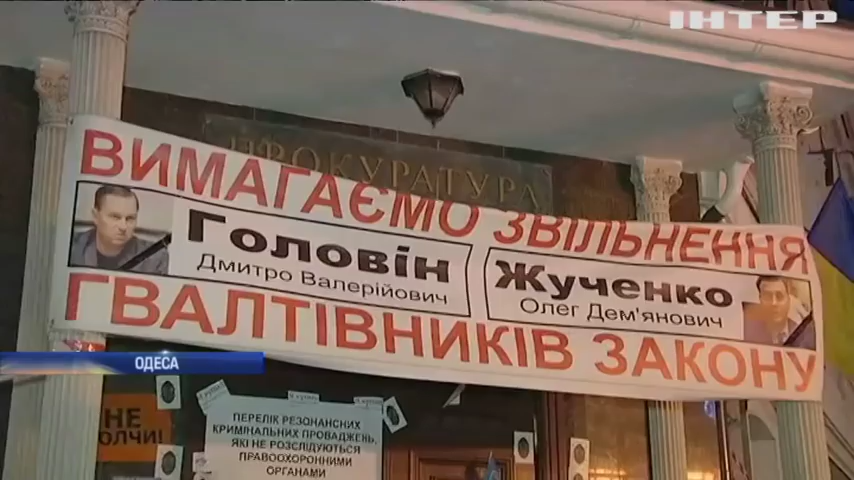 ІНТЕР
ПРОКУРАТУРА
ВИМАГАЄМО ЗВІЛЬНЕННЯ
Головін
Дмитро Валерійович
Жученко
Олег Дем'янович
ГВАЛТІВНИКІВ ЗАКОНУ
ОДЕСА
НЕ
ОЛЧИ!
ПЕРЕЛІК РЕЗОНАНСНИХ
КРИМІНАЛЬНИХ ПРОВАДЖЕНЬ,
ЯКІ НЕ РОЗСЛІДУЮТЬСЯ
ПРАВООХОРОННИМИ
ОРГАНАМИ